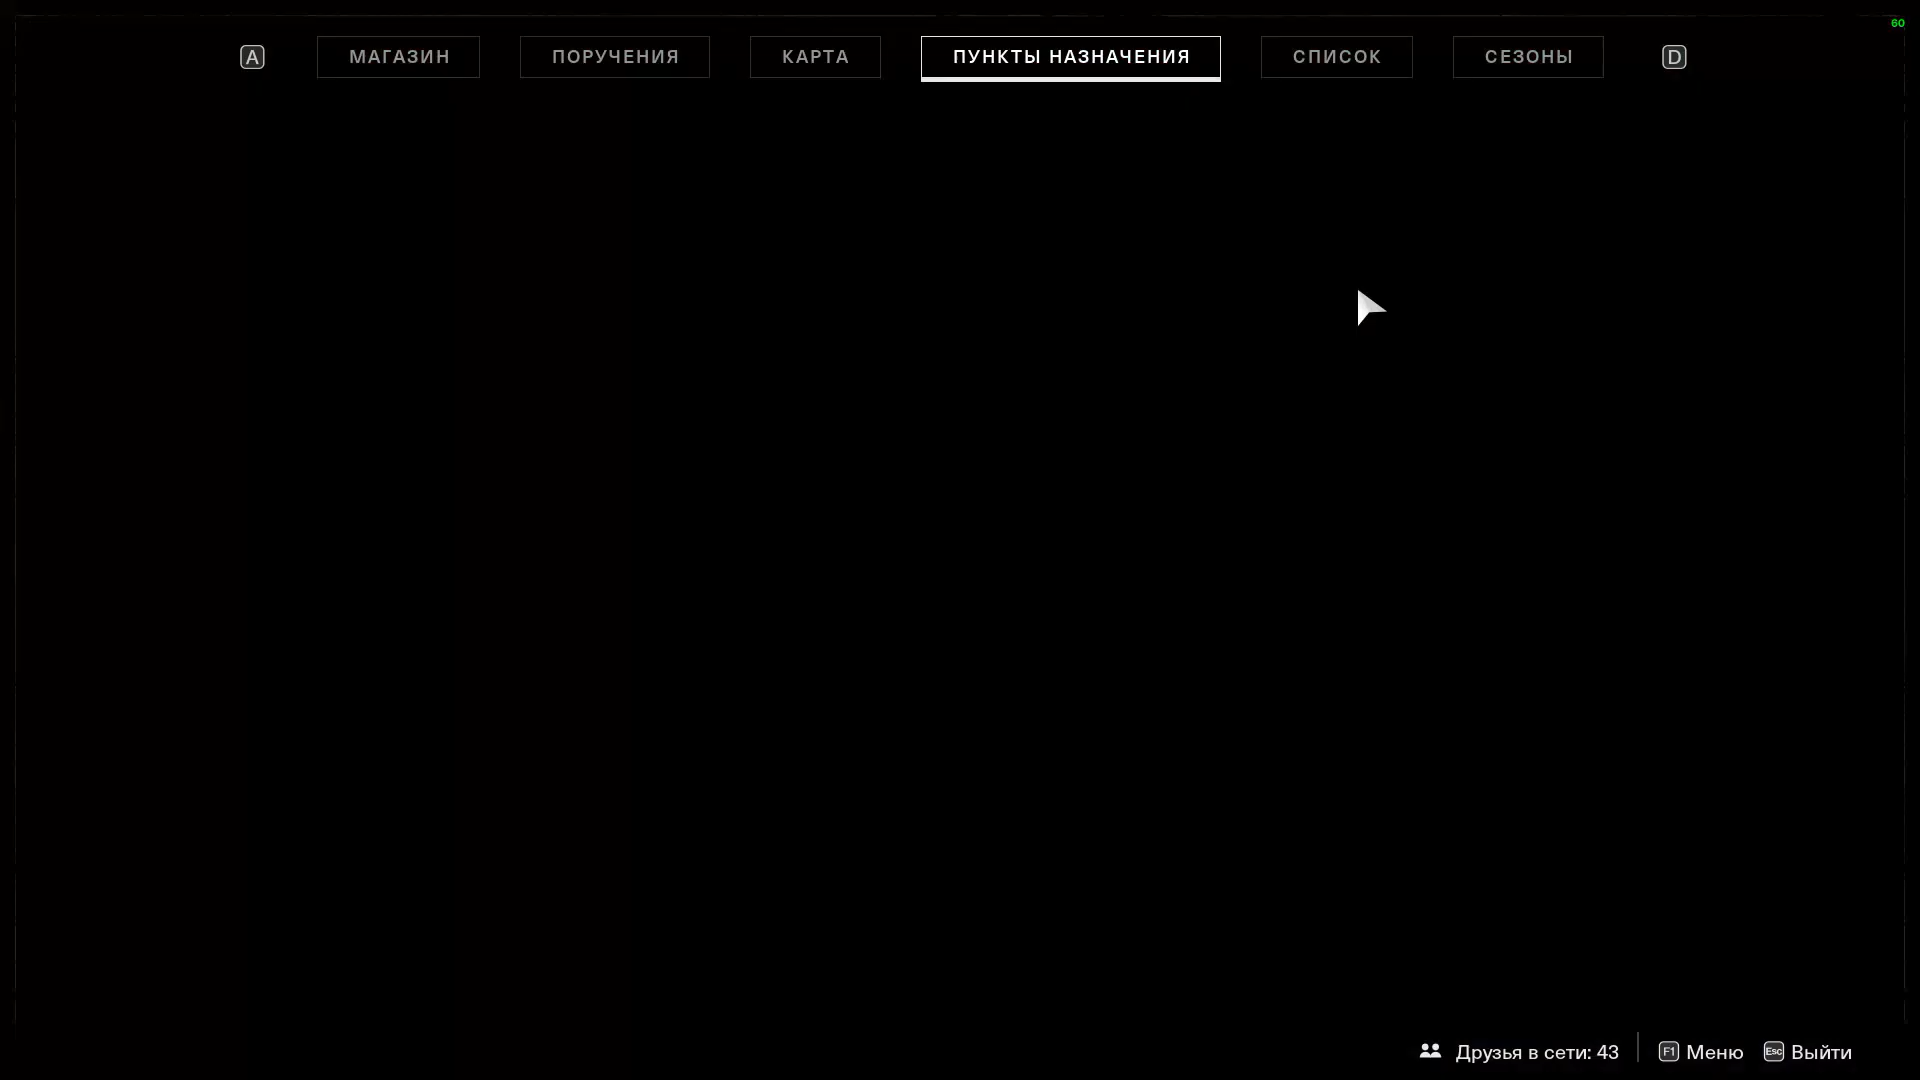 60
A МАГАЗИН ПОРУЧЕНИЯ КАРТА ПУНКТЫ НАЗНАЧЕНИЯ СПИСОК СЕЗОНЫ D
Друзья в сети: 43 F1 Меню Esc Выйти